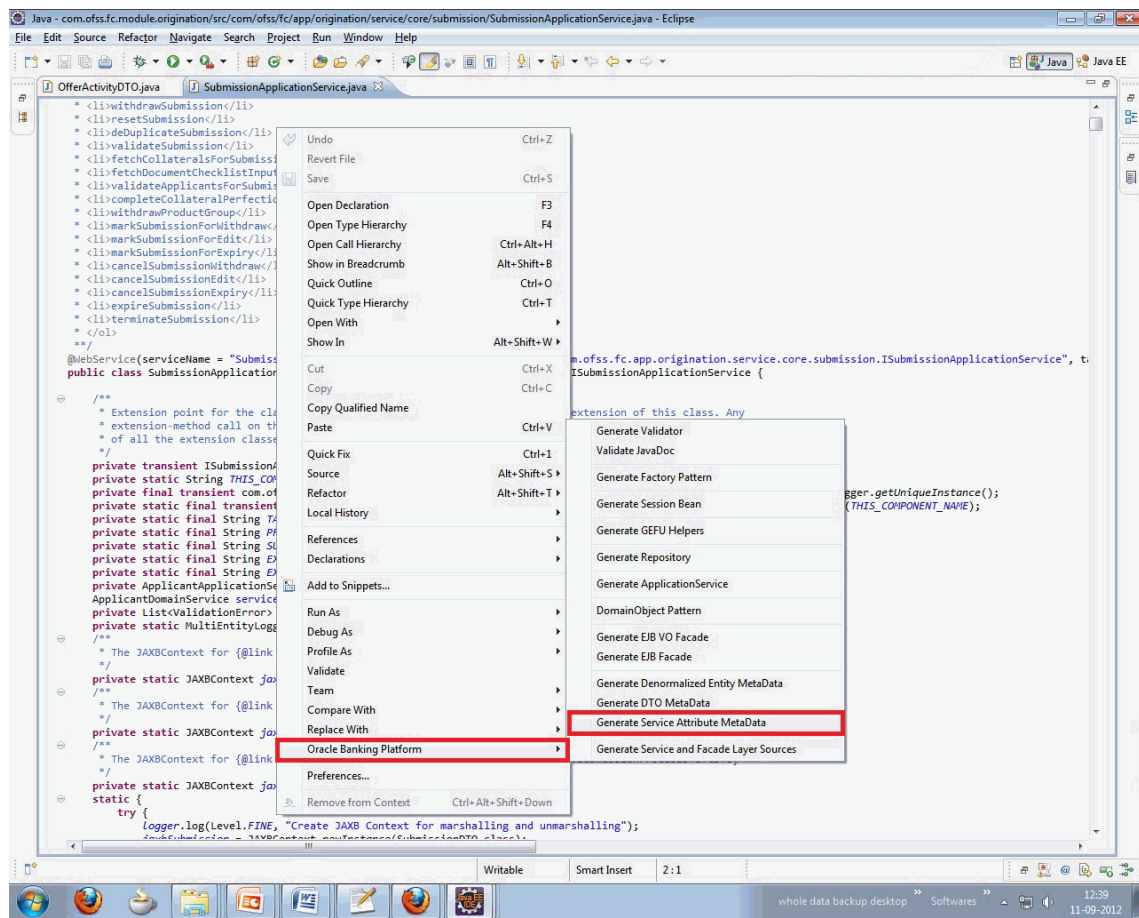 Java - com.ofss.fc.module.origination/src/com/ofss/fc/app/origination/service/core/submission/SubmissionApplicationService.java - Eclipse
File Edit Source Refactor Navigate Search Project Run Window Help
Java Java EE
OfferActivityDTO.java SubmissionApplicationService.java
* <li>withdrawSubmission</li>
* <li>resetSubmission</li>
* <li>deDuplicateSubmission</li>
* <li>validateSubmission</li>
* <li>fetchCollateralsForSubmissi
* <li>fetchDocumentChecklistInput
* <li>validateApplicantsForSubmis
* <li>completeCollateralPerfectio
* <li>withdrawProductGroup</li>
* <li>markSubmissionForWithdraw</
* <li>markSubmissionForEdit</li>
* <li>markSubmissionForExpiry</li
* <li>cancelSubmissionWithdraw</l
* <li>cancelSubmissionEdit</li>
* <li>cancelSubmissionExpiry</li>
* <li>expireSubmission</li>
* <li>terminateSubmission</li>
* </ol>
**/
@WebService(serviceName = "Submiss m.ofss.fc.app.origination.service.core.submission.ISubmissionApplicationService", ta
public class SubmissionApplication ISubmissionApplicationService {
/**
* Extension point for the cla extension of this class. Any
* extension-method call on th
* of all the extension classe
*/
private transient ISubmissionA
private static String THIS_COM
private final transient com.of gger.getUniqueInstance();
private static final transient (THIS_COMPONENT_NAME);
private static final String TA
private static final String PR
private static final String SU
private static final String EX
private static final String EX
private ApplicantApplicationSe
ApplicantDomainService service
private List<ValidationError>
private static MultiEntityLogg
/**
* The JAXBContext for {@link
*/
private static JAXBContext jax
/**
* The JAXBContext for {@link
*/
private static JAXBContext jax
/**
* The JAXBContext for {@link
*/
private static JAXBContext jax
static {
try {
logger.log(Level.FINE, "Create JAXB Context for marshalling and unmarshalling");
jaxbSubmission = JAXBContext.newInstance(SubmissionDTO.class);
Undo Ctrl+Z
Revert File
Save Ctrl+S
Open Declaration F3
Open Type Hierarchy F4
Open Call Hierarchy Ctrl+Alt+H
Show in Breadcrumb Alt+Shift+B
Quick Outline Ctrl+O
Quick Type Hierarchy Ctrl+T
Open With
Show In Alt+Shift+W
Cut Ctrl+X
Copy Ctrl+C
Copy Qualified Name
Paste Ctrl+V
Quick Fix Ctrl+1
Source Alt+Shift+S
Refactor Alt+Shift+T
Local History
References
Declarations
Add to Snippets...
Run As
Debug As
Profile As
Validate
Team
Compare With
Replace With
Oracle Banking Platform
Preferences...
Remove from Context Ctrl+Alt+Shift+Down
Generate Validator
Validate JavaDoc
Generate Factory Pattern
Generate Session Bean
Generate GEFU Helpers
Generate Repository
Generate ApplicationService
DomainObject Pattern
Generate EJB VO Facade
Generate EJB Facade
Generate Denormalized Entity MetaData
Generate DTO MetaData
Generate Service Attribute MetaData
Generate Service and Facade Layer Sources
Writable Smart Insert 2 : 1
whole data backup desktop Softwares 12:39
11-09-2012